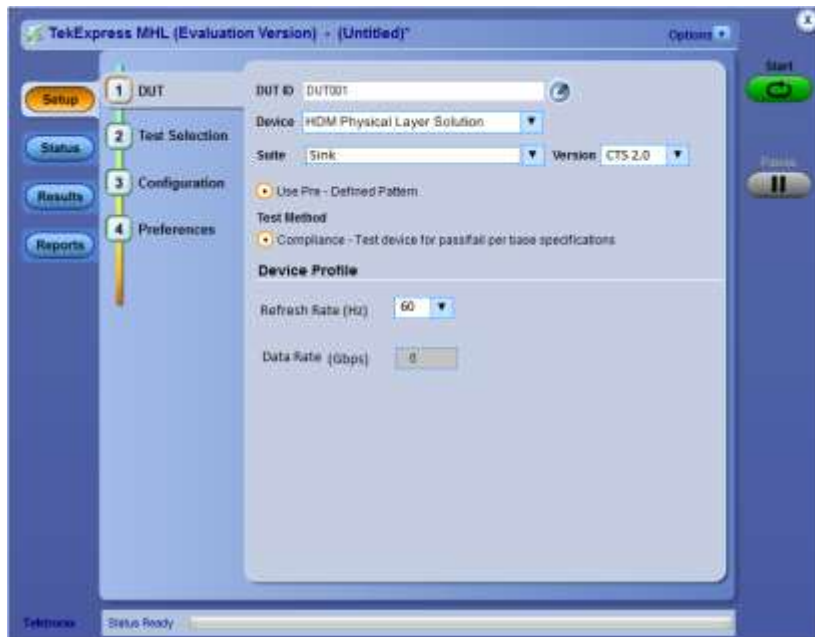 TekExpress MHL (Evaluation Version) - (Untitled)*
Options
x
Start
Setup
Status
Results
Reports
1 DUT
2 Test Selection
3 Configuration
4 Preferences
DUT ID DUT001
Device HDM Physical Layer Solution
Suite Sink Version CTS 2.0
Use Pre - Defined Pattern
Test Method
Compliance - Test device for pass/fail per base specifications
Device Profile
Refresh Rate (Hz) 60
Data Rate (Gbps) 6
Pause
Tektronix
Status Ready